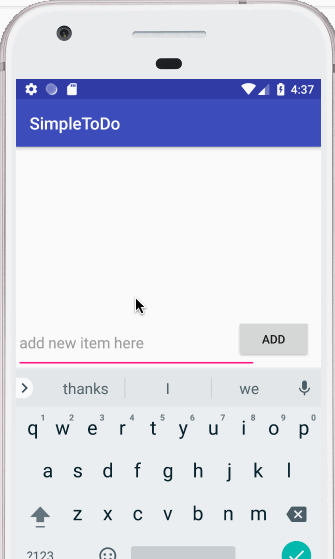 4:37
SimpleToDo
add new item here
ADD
thanks I we
q1 w2 e3 r4 t5 y6 u7 i8 o9 p0
a s d f g h j k l
z x c v b n m
?123